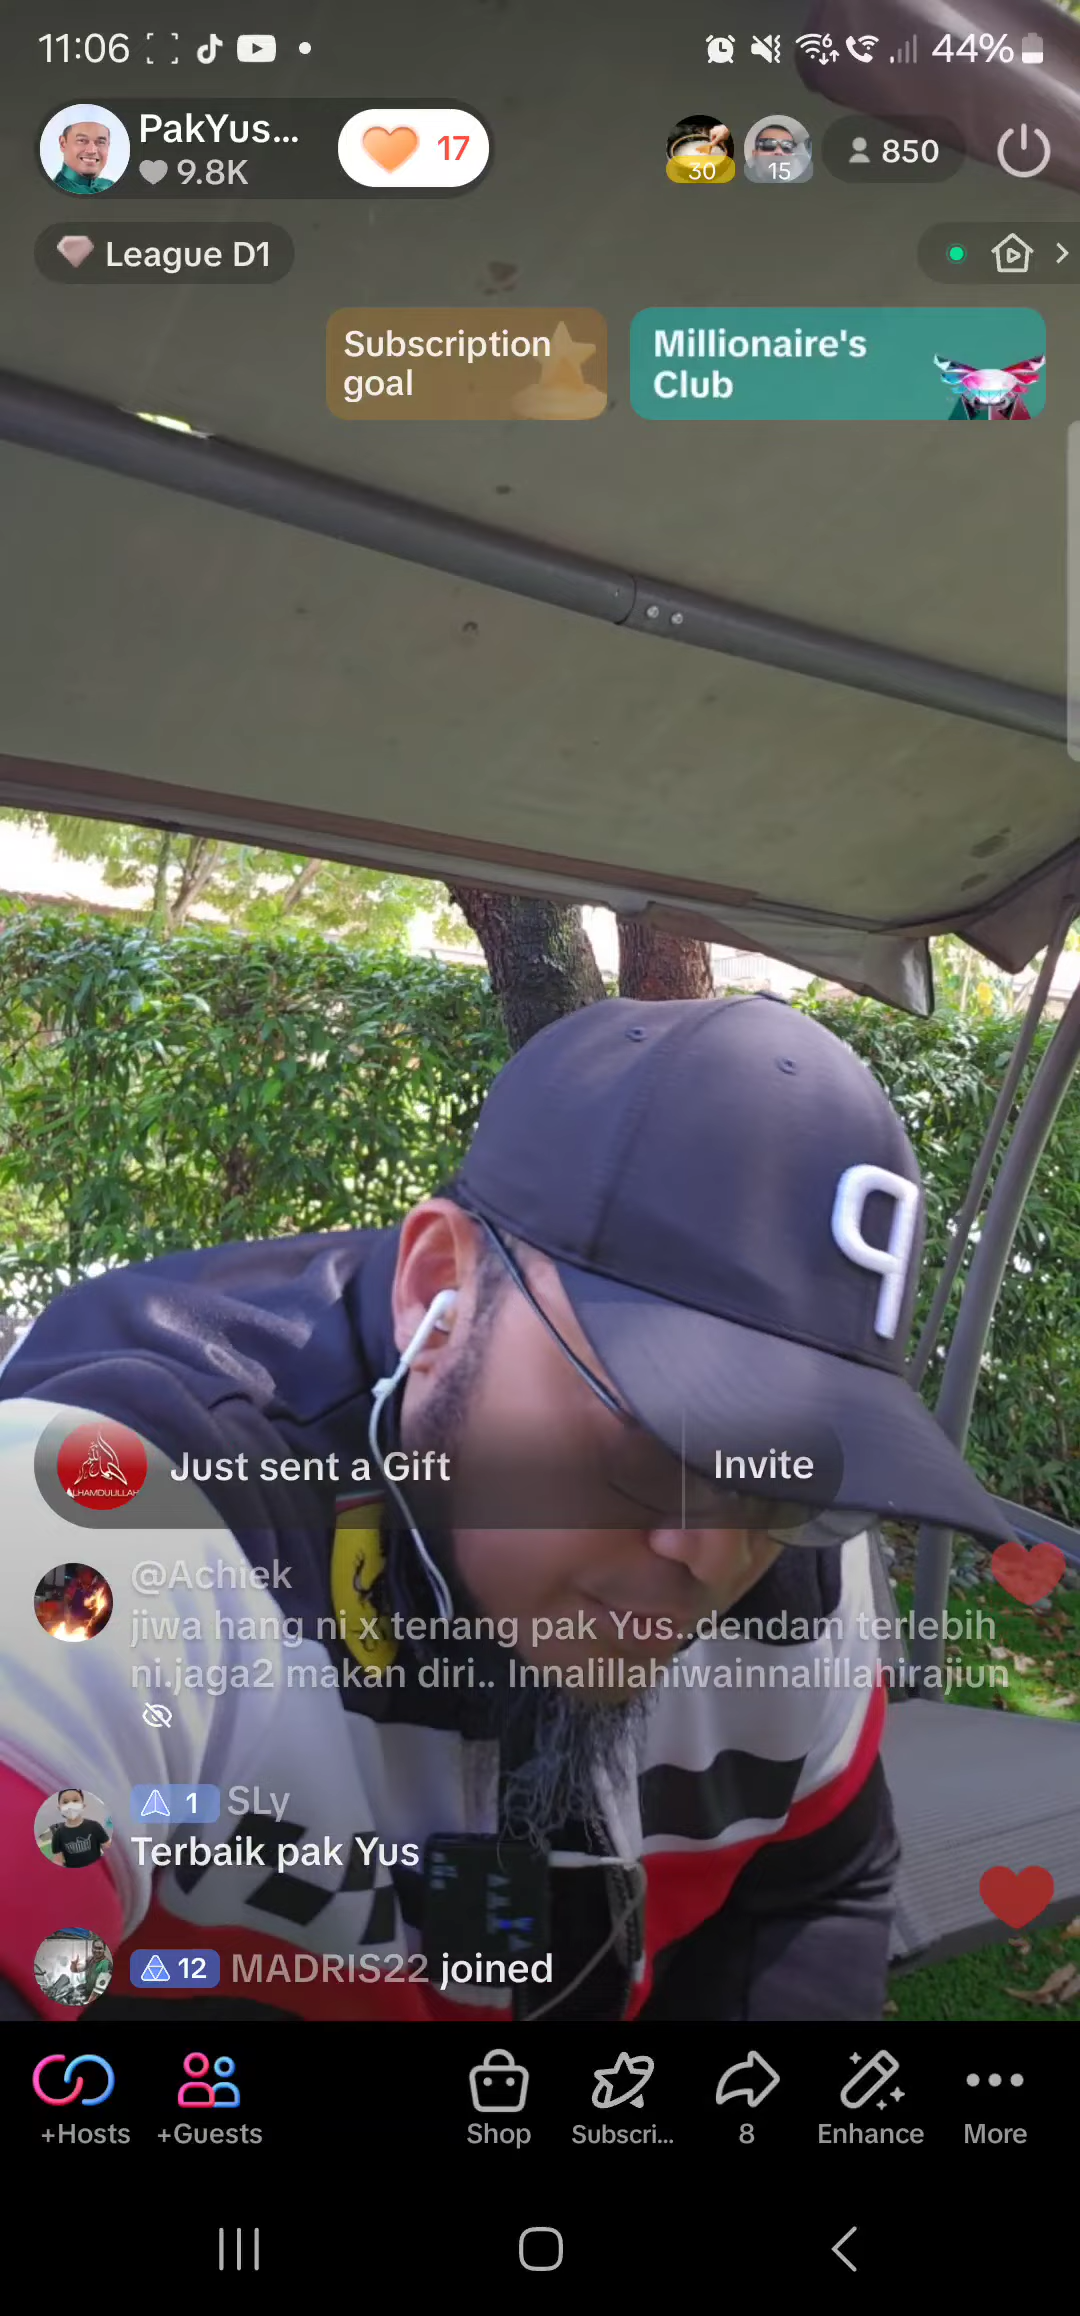 11:06
44%
PakYus...
9.8K
17
30
15
850
League D1
Subscription
goal
Millionaire's
Club
q
ALHAMDULILLAH
Just sent a Gift
Invite
@Achiek
jiwa hang ni x tenang pak Yus..dendam terlebih
ni.jaga2 makan diri.. Innalillahiwainnalillahirajiun
1 SLy
Terbaik pak Yus
12 MADRIS22 joined
+Hosts
+Guests
Shop
Subscri...
8
Enhance
More